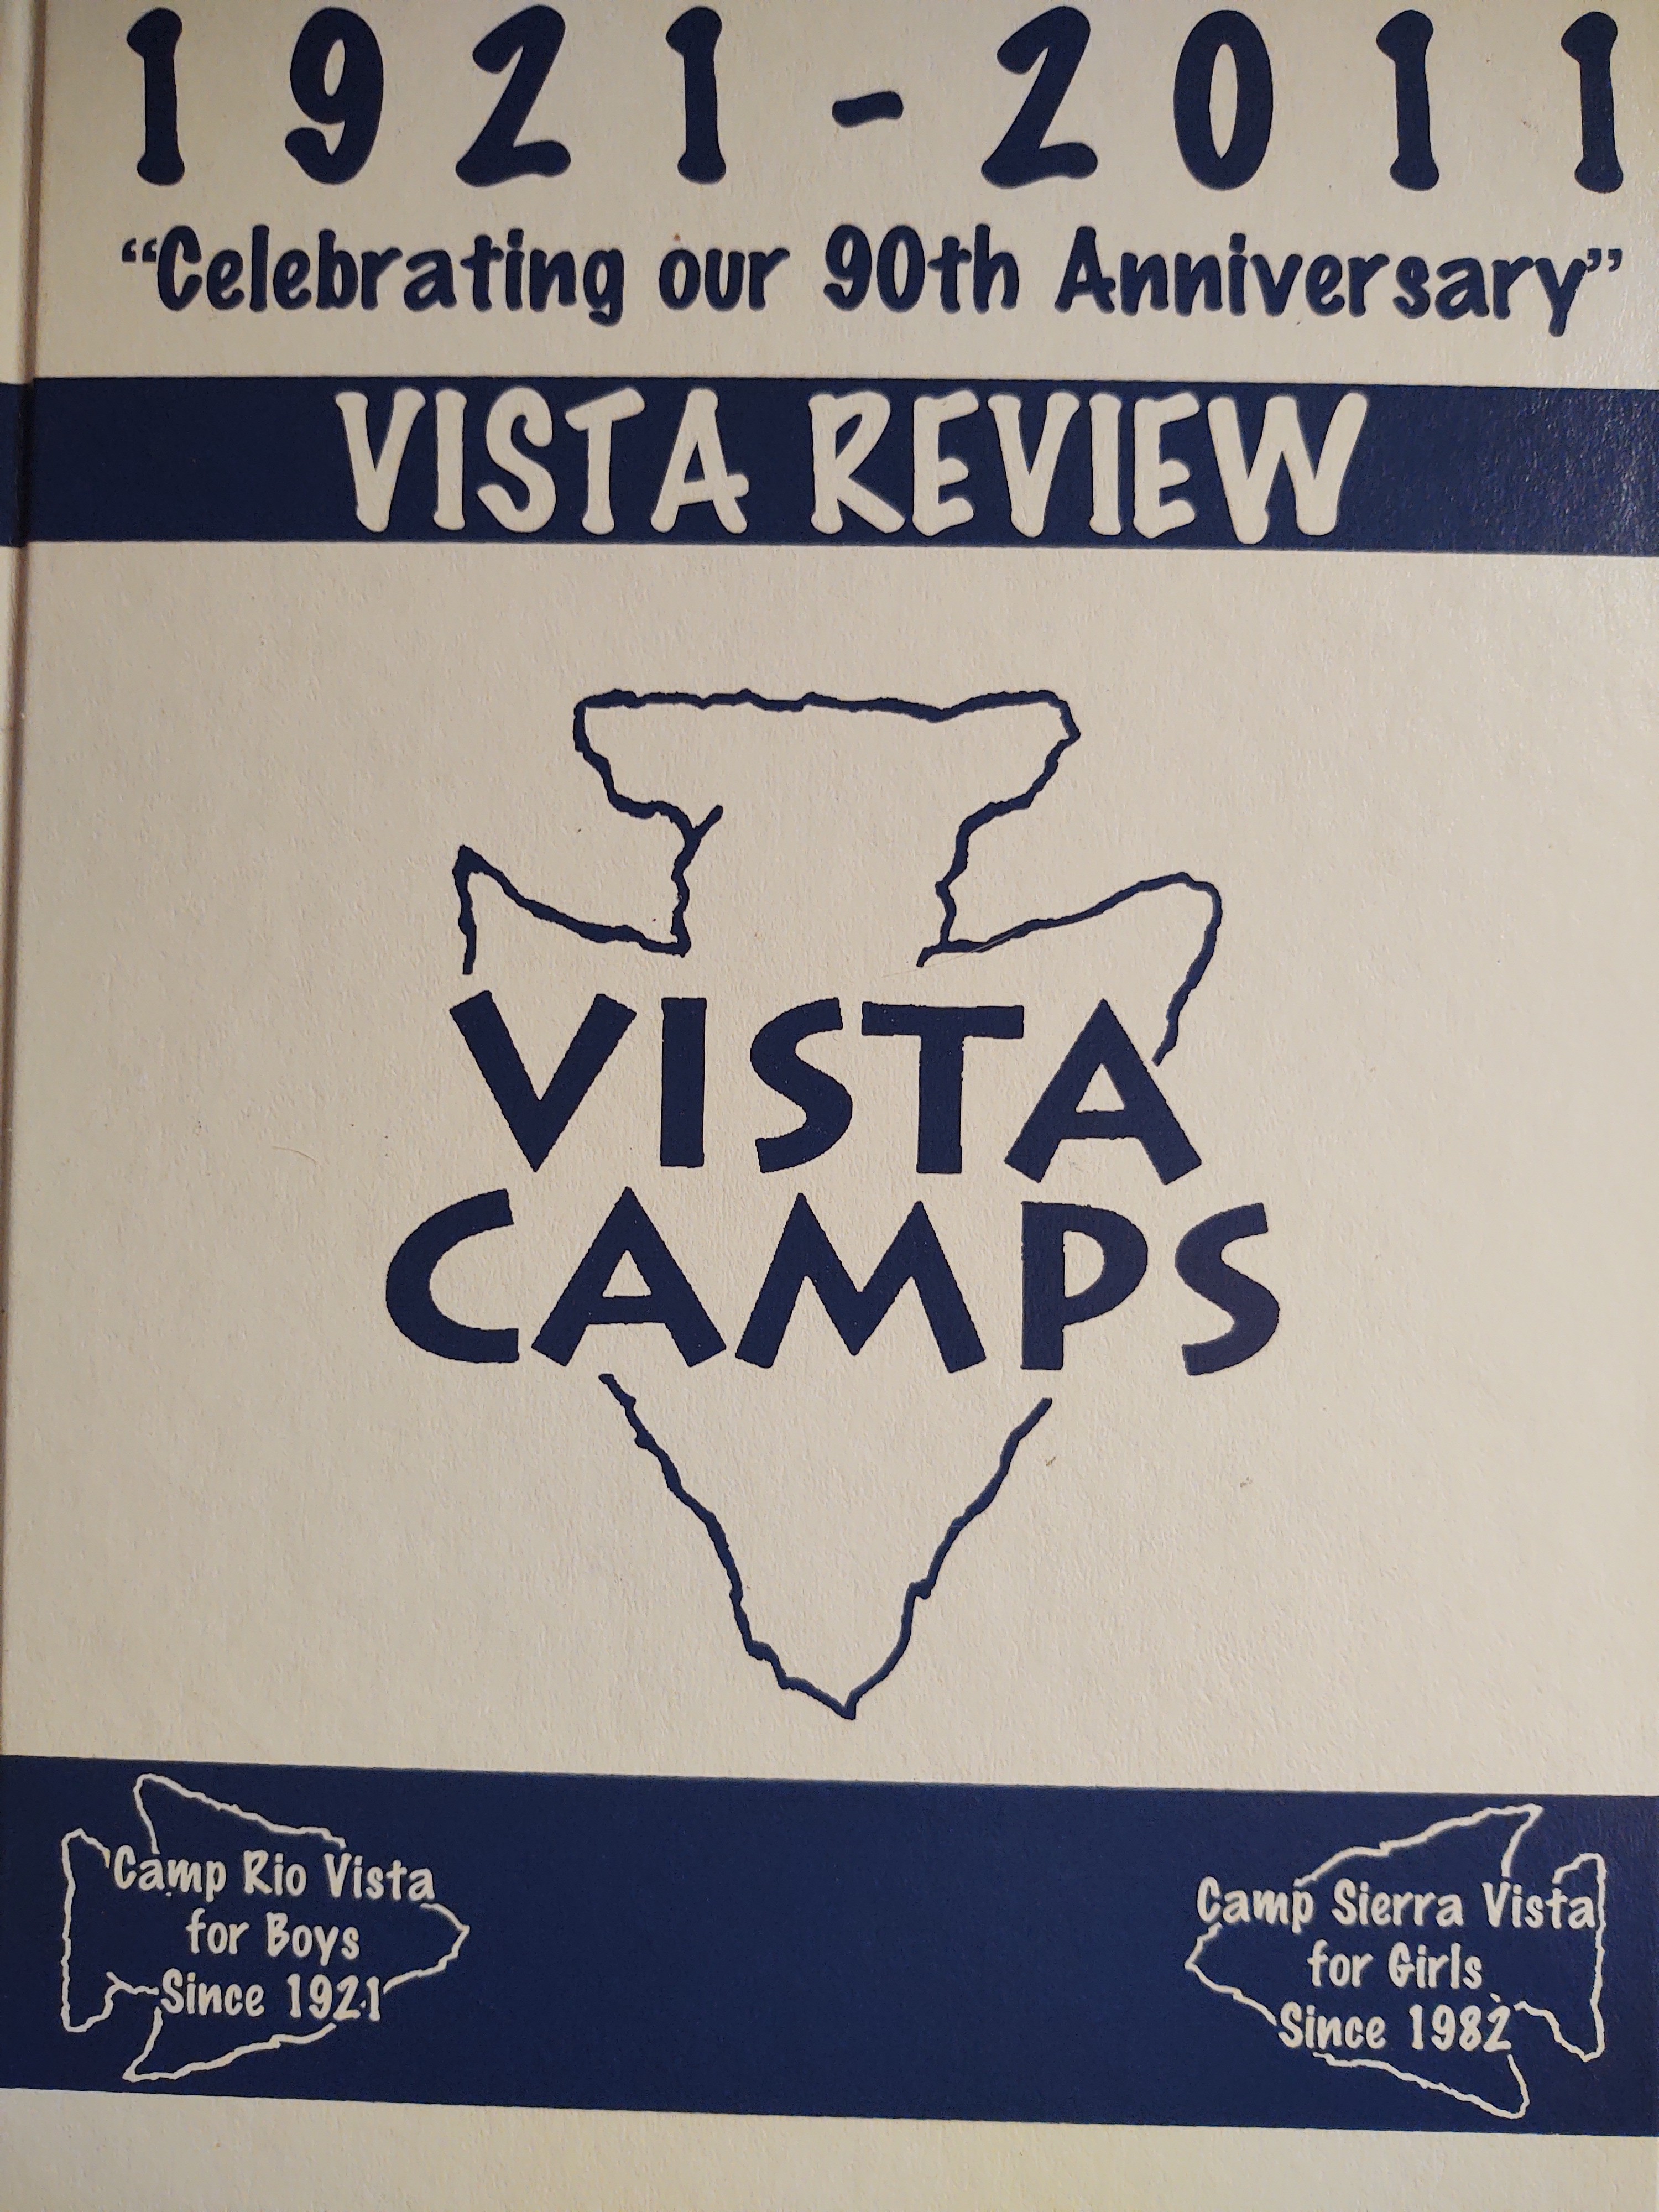 1921-2011
“Celebrating our 90th Anniversary”
VISTA REVIEW
VISTA
CAMPS
Camp Rio Vista
for Boys
Since 1921
Camp Sierra Vista
for Girls
Since 1982